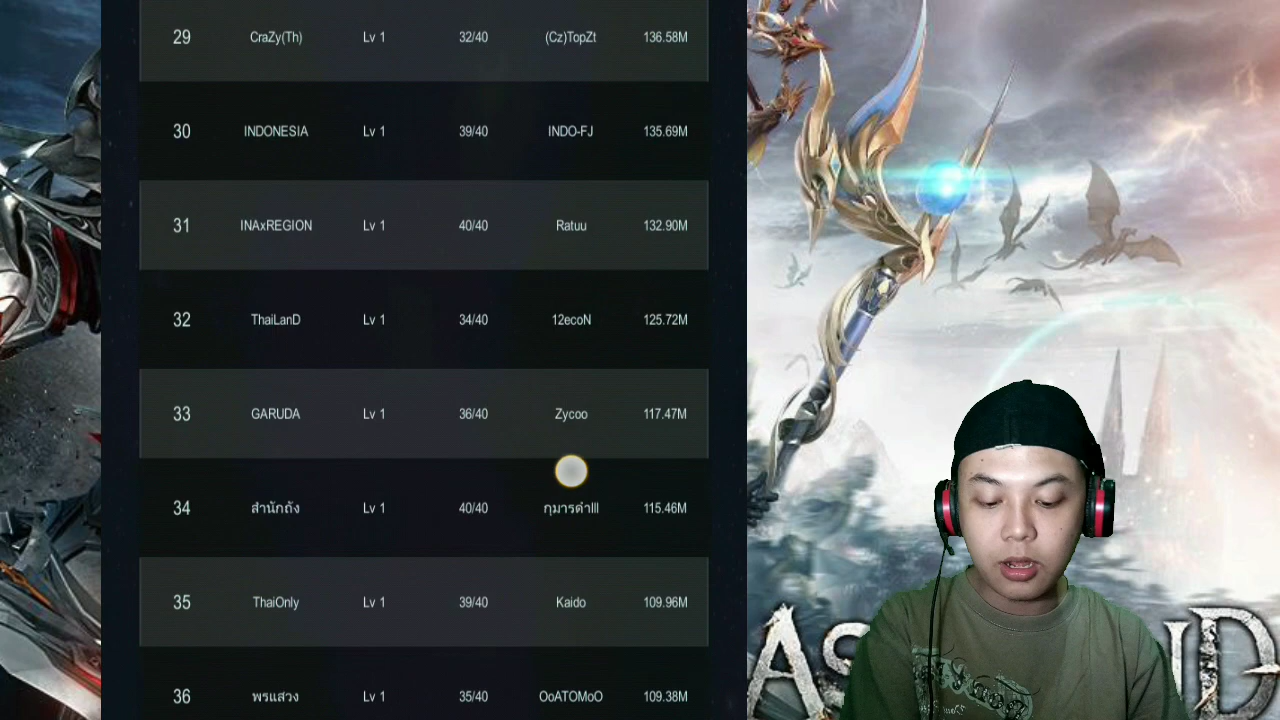 29 CraZy(Th) Lv 1 32/40 (Cz)TopZt 136.58M
30 INDONESIA Lv 1 39/40 INDO-FJ 135.69M
31 INAxREGION Lv 1 40/40 Ratuu 132.90M
32 ThaiLanD Lv 1 34/40 12ecoN 125.72M
33 GARUDA Lv 1 36/40 Zycoo 117.47M
34 สำนักถัง Lv 1 40/40 กุมารดำlll 115.46M
35 ThaiOnly Lv 1 39/40 Kaido 109.96M
36 พรแสวง Lv 1 35/40 OoATOMoO 109.38M